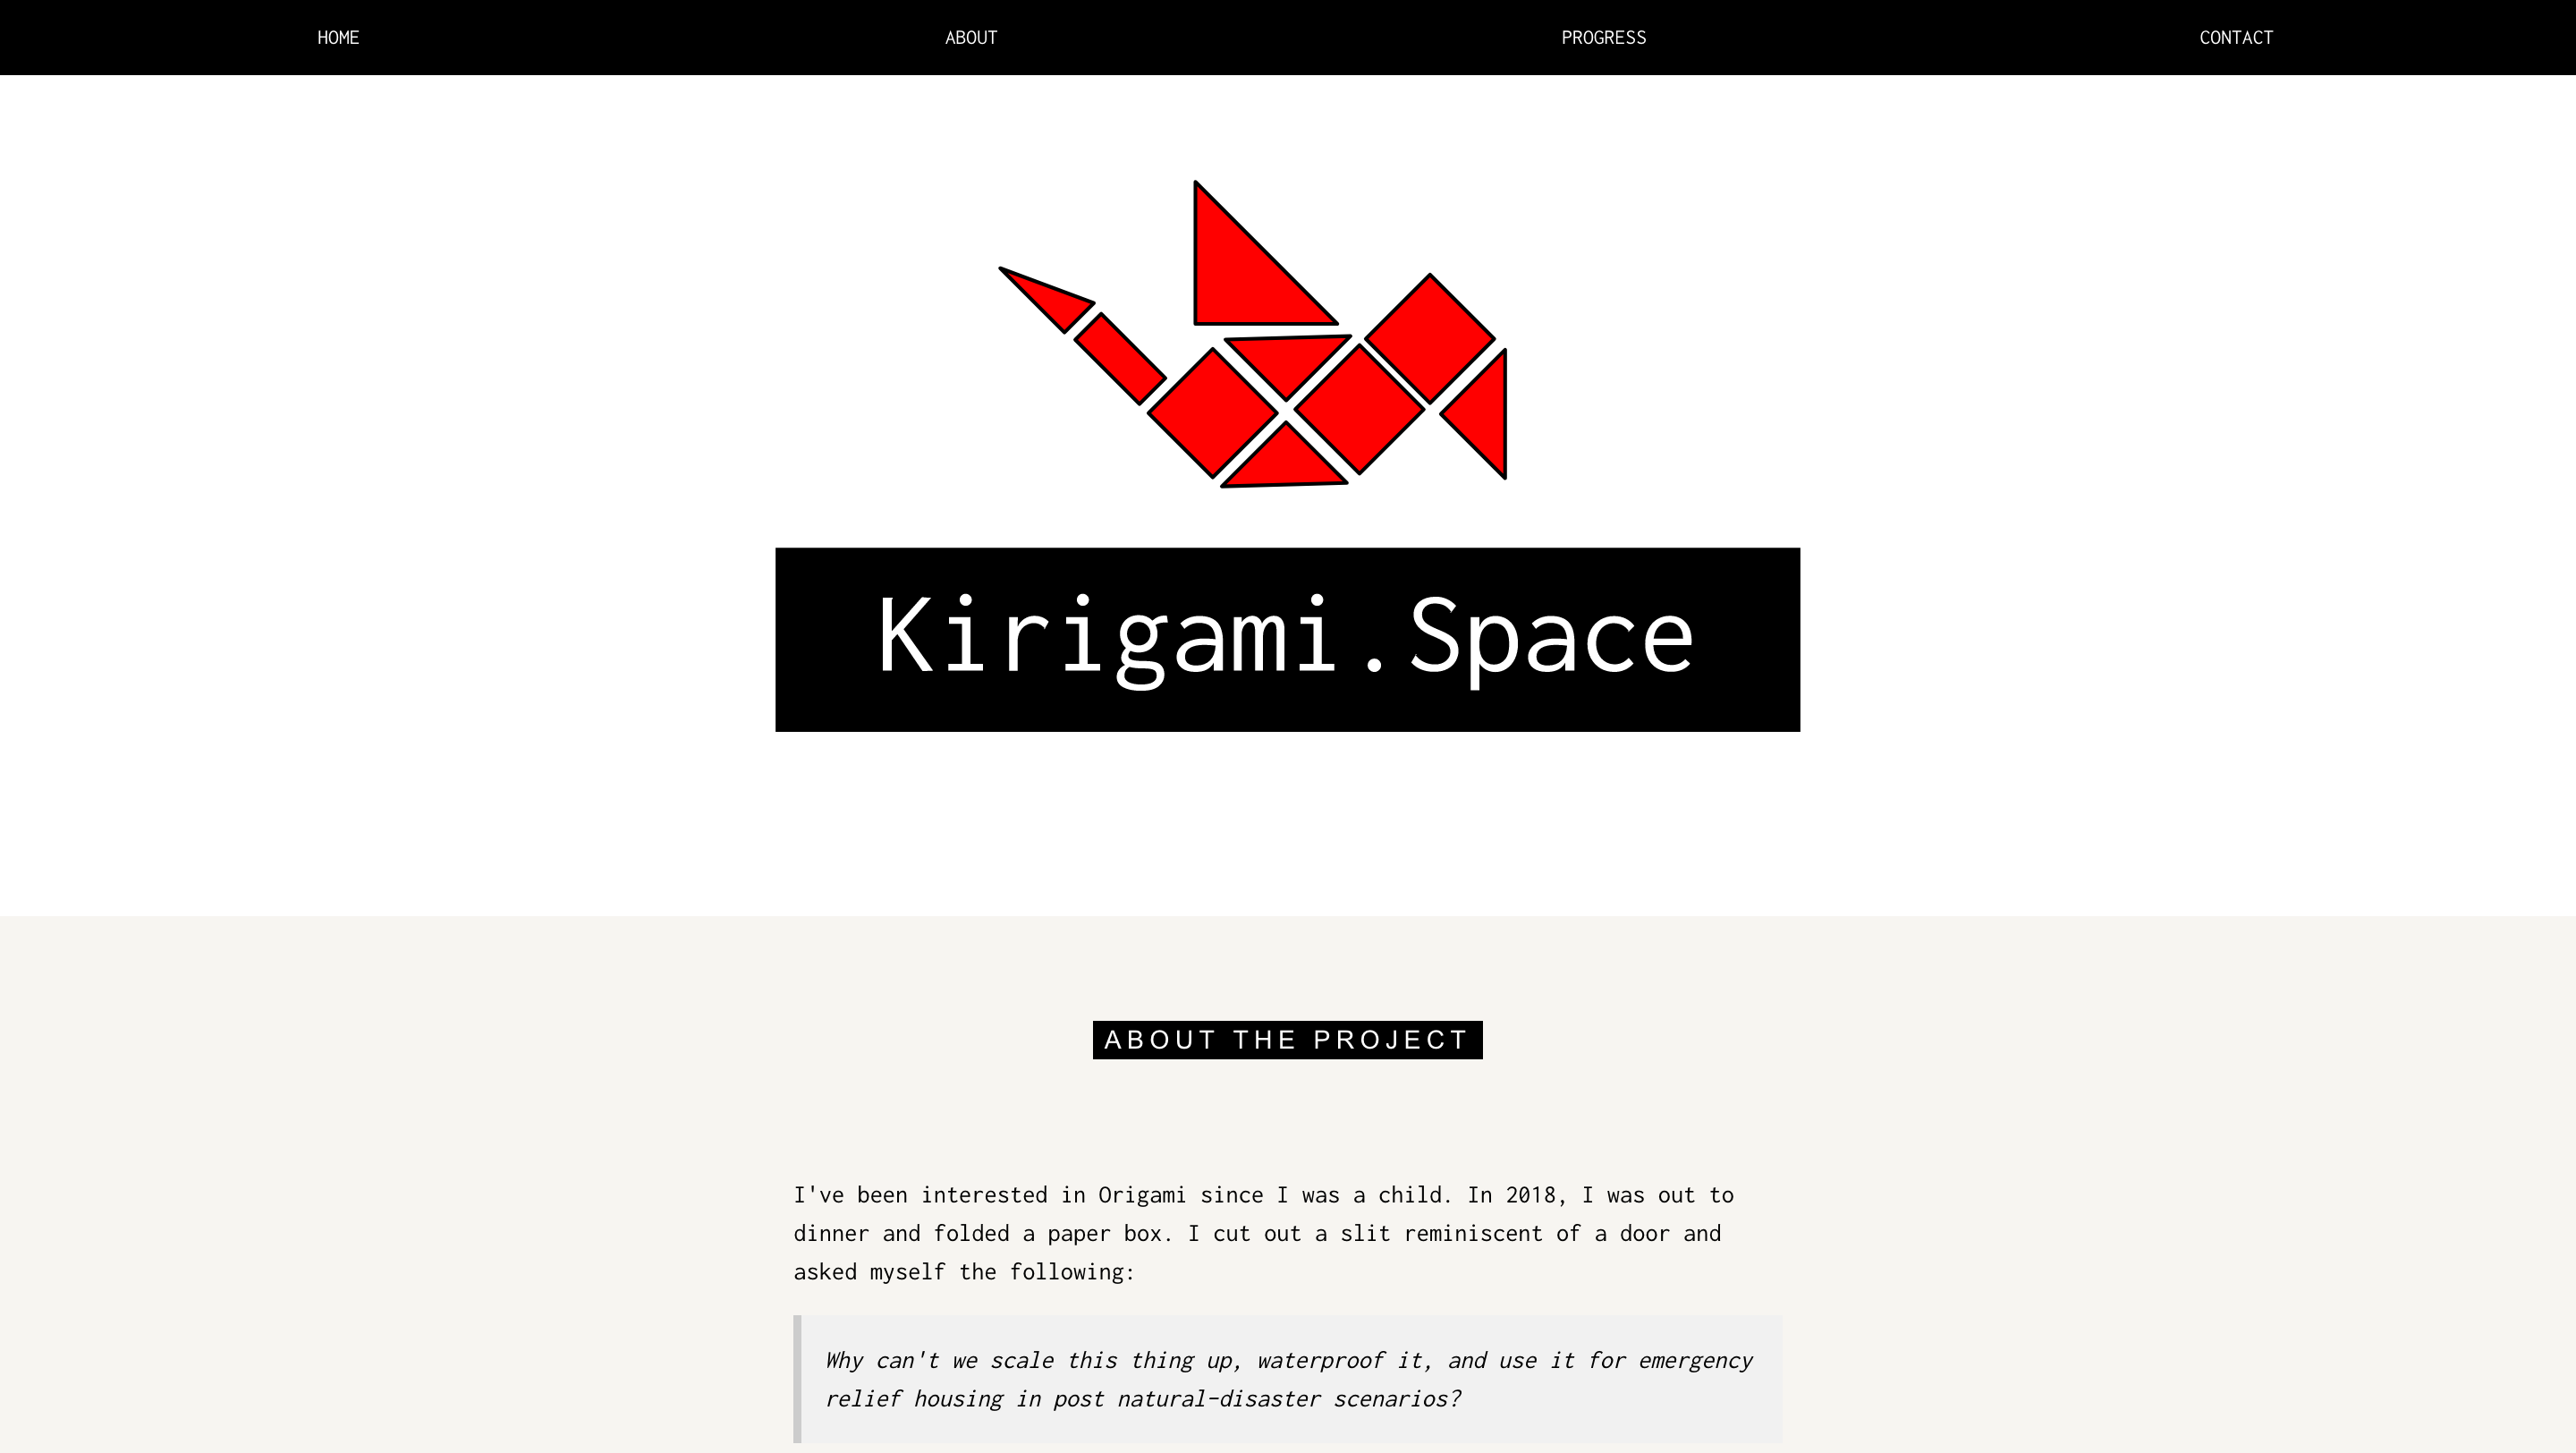 HOME ABOUT PROGRESS CONTACT
Kirigami.Space
ABOUT THE PROJECT
I've been interested in Origami since I was a child. In 2018, I was out to
dinner and folded a paper box. I cut out a slit reminiscent of a door and
asked myself the following:
Why can't we scale this thing up, waterproof it, and use it for emergency
relief housing in post natural-disaster scenarios?